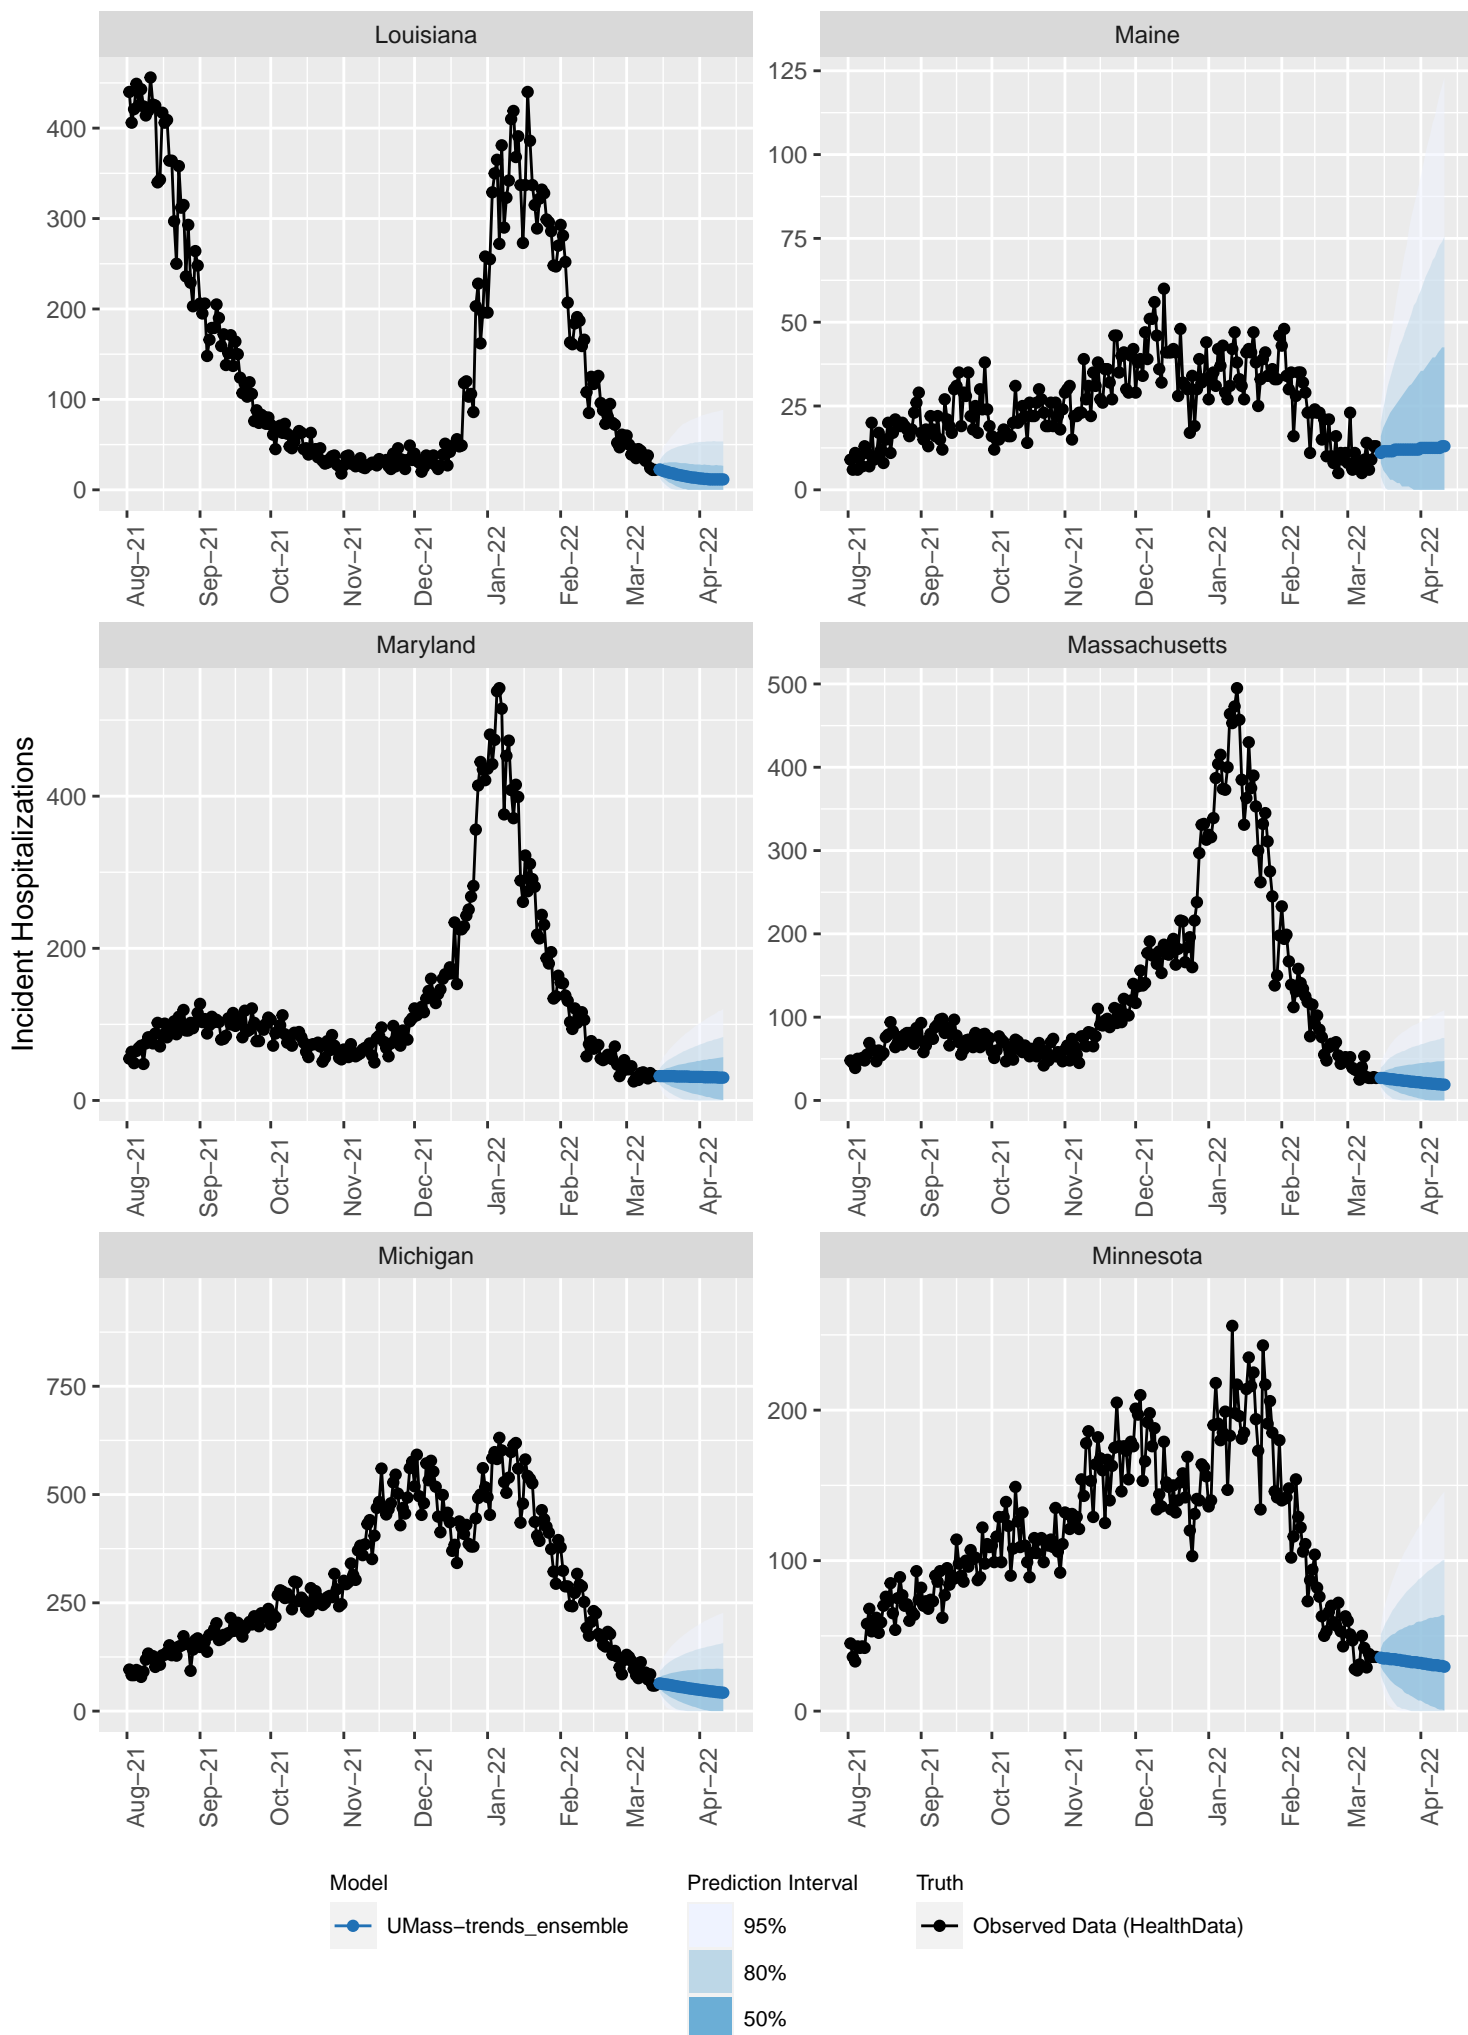 Louisiana
Maine
400
300
200
100
0
125
100
75
50
25
0
Aug−21
Sep−21
Oct−21
Nov−21
Dec−21
Jan−22
Feb−22
Mar−22
Apr−22
Aug−21
Sep−21
Oct−21
Nov−21
Dec−21
Jan−22
Feb−22
Mar−22
Apr−22
Incident Hospitalizations
Maryland
Massachusetts
400
200
0
500
400
300
200
100
0
Aug−21
Sep−21
Oct−21
Nov−21
Dec−21
Jan−22
Feb−22
Mar−22
Apr−22
Aug−21
Sep−21
Oct−21
Nov−21
Dec−21
Jan−22
Feb−22
Mar−22
Apr−22
Michigan
Minnesota
750
500
250
0
200
100
0
Aug−21
Sep−21
Oct−21
Nov−21
Dec−21
Jan−22
Feb−22
Mar−22
Apr−22
Aug−21
Sep−21
Oct−21
Nov−21
Dec−21
Jan−22
Feb−22
Mar−22
Apr−22
Model
UMass−trends_ensemble
Prediction Interval
95%
80%
50%
Truth
Observed Data (HealthData)